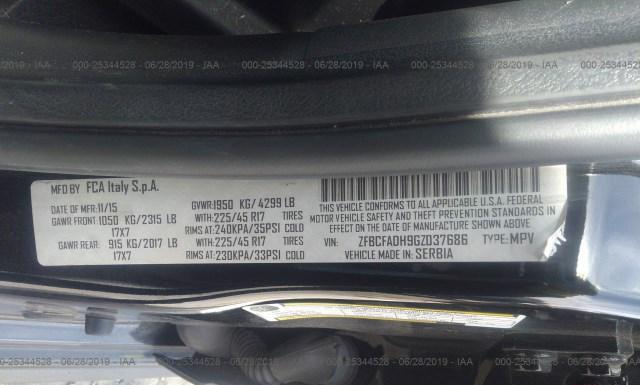 000-25344528 - 06/28/2019 - IAA
MFD BY FCA Italy S.p.A.
DATE OF MFR:11/15
GAWR FRONT: 1050 KG/2315 LB
17X7
GAWR REAR: 915 KG/2017 LB
17X7
GVWR:1950 KG/ 4299 LB
WITH:225/45 R17 TIRES
RIMS AT:240KPA/35PSI COLD
WITH:225/45 R17 TIRES
RIMS AT:230KPA/33PSI COLD
THIS VEHICLE CONFORMS TO ALL APPLICABLE U.S.A. FEDERAL
MOTOR VEHICLE SAFETY AND THEFT PREVENTION STANDARDS IN
EFFECT ON THE DATE OF MANUFACTURE SHOWN ABOVE
VIN: ZFBCFADH9GZ037686 TYPE: MPV
VEHICLE MADE IN: SERBIA
000-25344528 - 06/28/2019 - IAA